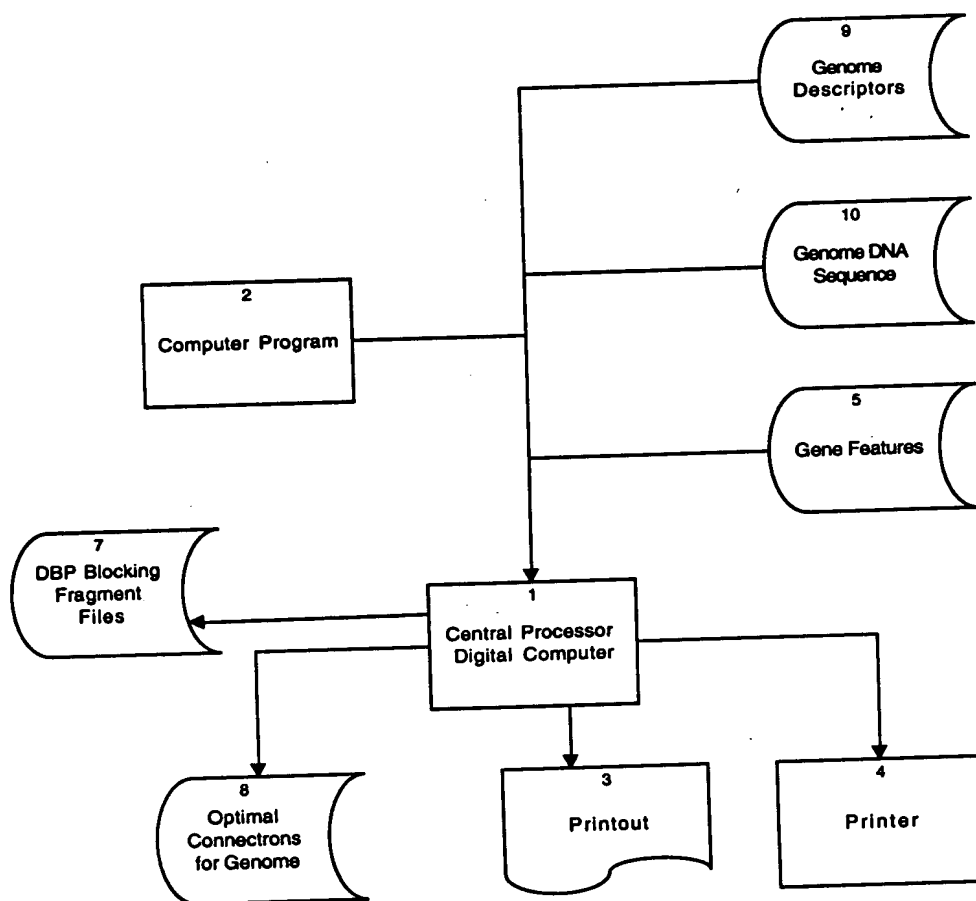 9
Genome
Descriptors
10
Genome DNA
Sequence
2
Computer Program
5
Gene Features
7
DBP Blocking
Fragment
Files
1
Central Processor
Digital Computer
8
Optimal
Connectrons
for Genome
3
Printout
4
Printer